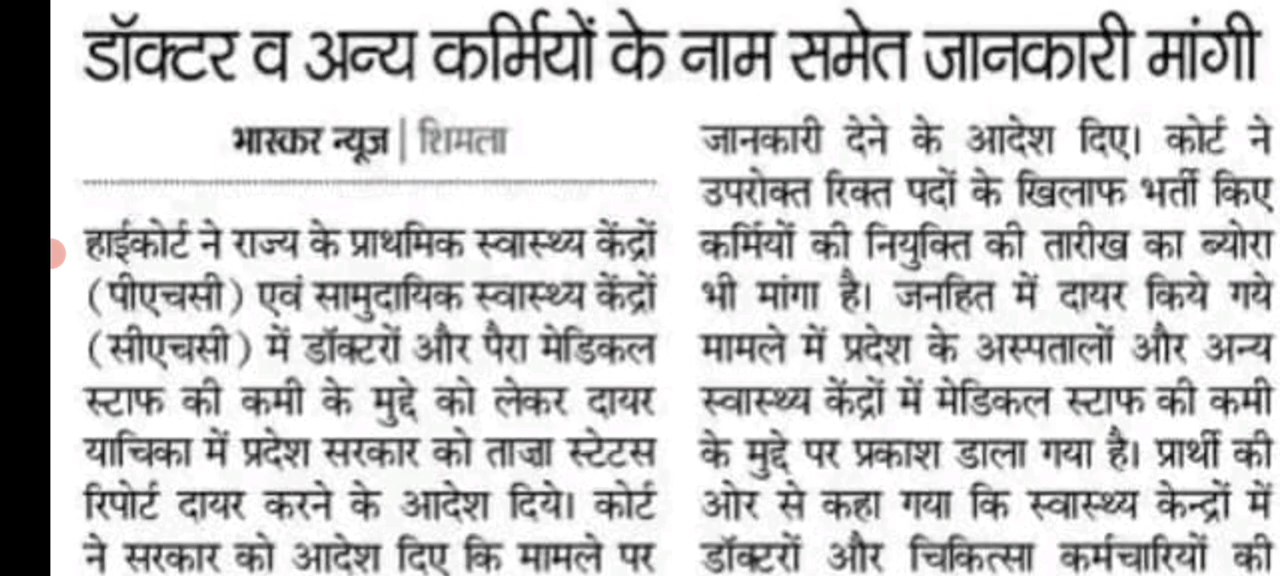 डॉक्टर व अन्य कर्मियों के नाम समेत जानकारी मांगी
भास्कर न्यूज | शिमला
हाईकोर्ट ने राज्य के प्राथमिक स्वास्थ्य केंद्रों
(पीएचसी) एवं सामुदायिक स्वास्थ्य केंद्रों
(सीएचसी) में डॉक्टरों और पैरा मेडिकल
स्टाफ की कमी के मुद्दे को लेकर दायर
याचिका में प्रदेश सरकार को ताजा स्टेटस
रिपोर्ट दायर करने के आदेश दिये। कोर्ट
ने सरकार को आदेश दिए कि मामले पर
जानकारी देने के आदेश दिए। कोर्ट ने
उपरोक्त रिक्त पदों के खिलाफ भर्ती किए
कर्मियों की नियुक्ति की तारीख का ब्योरा
भी मांगा है। जनहित में दायर किये गये
मामले में प्रदेश के अस्पतालों और अन्य
स्वास्थ्य केंद्रों में मेडिकल स्टाफ की कमी
के मुद्दे पर प्रकाश डाला गया है। प्रार्थी की
ओर से कहा गया कि स्वास्थ्य केन्द्रों में
डॉक्टरों और चिकित्सा कर्मचारियों की